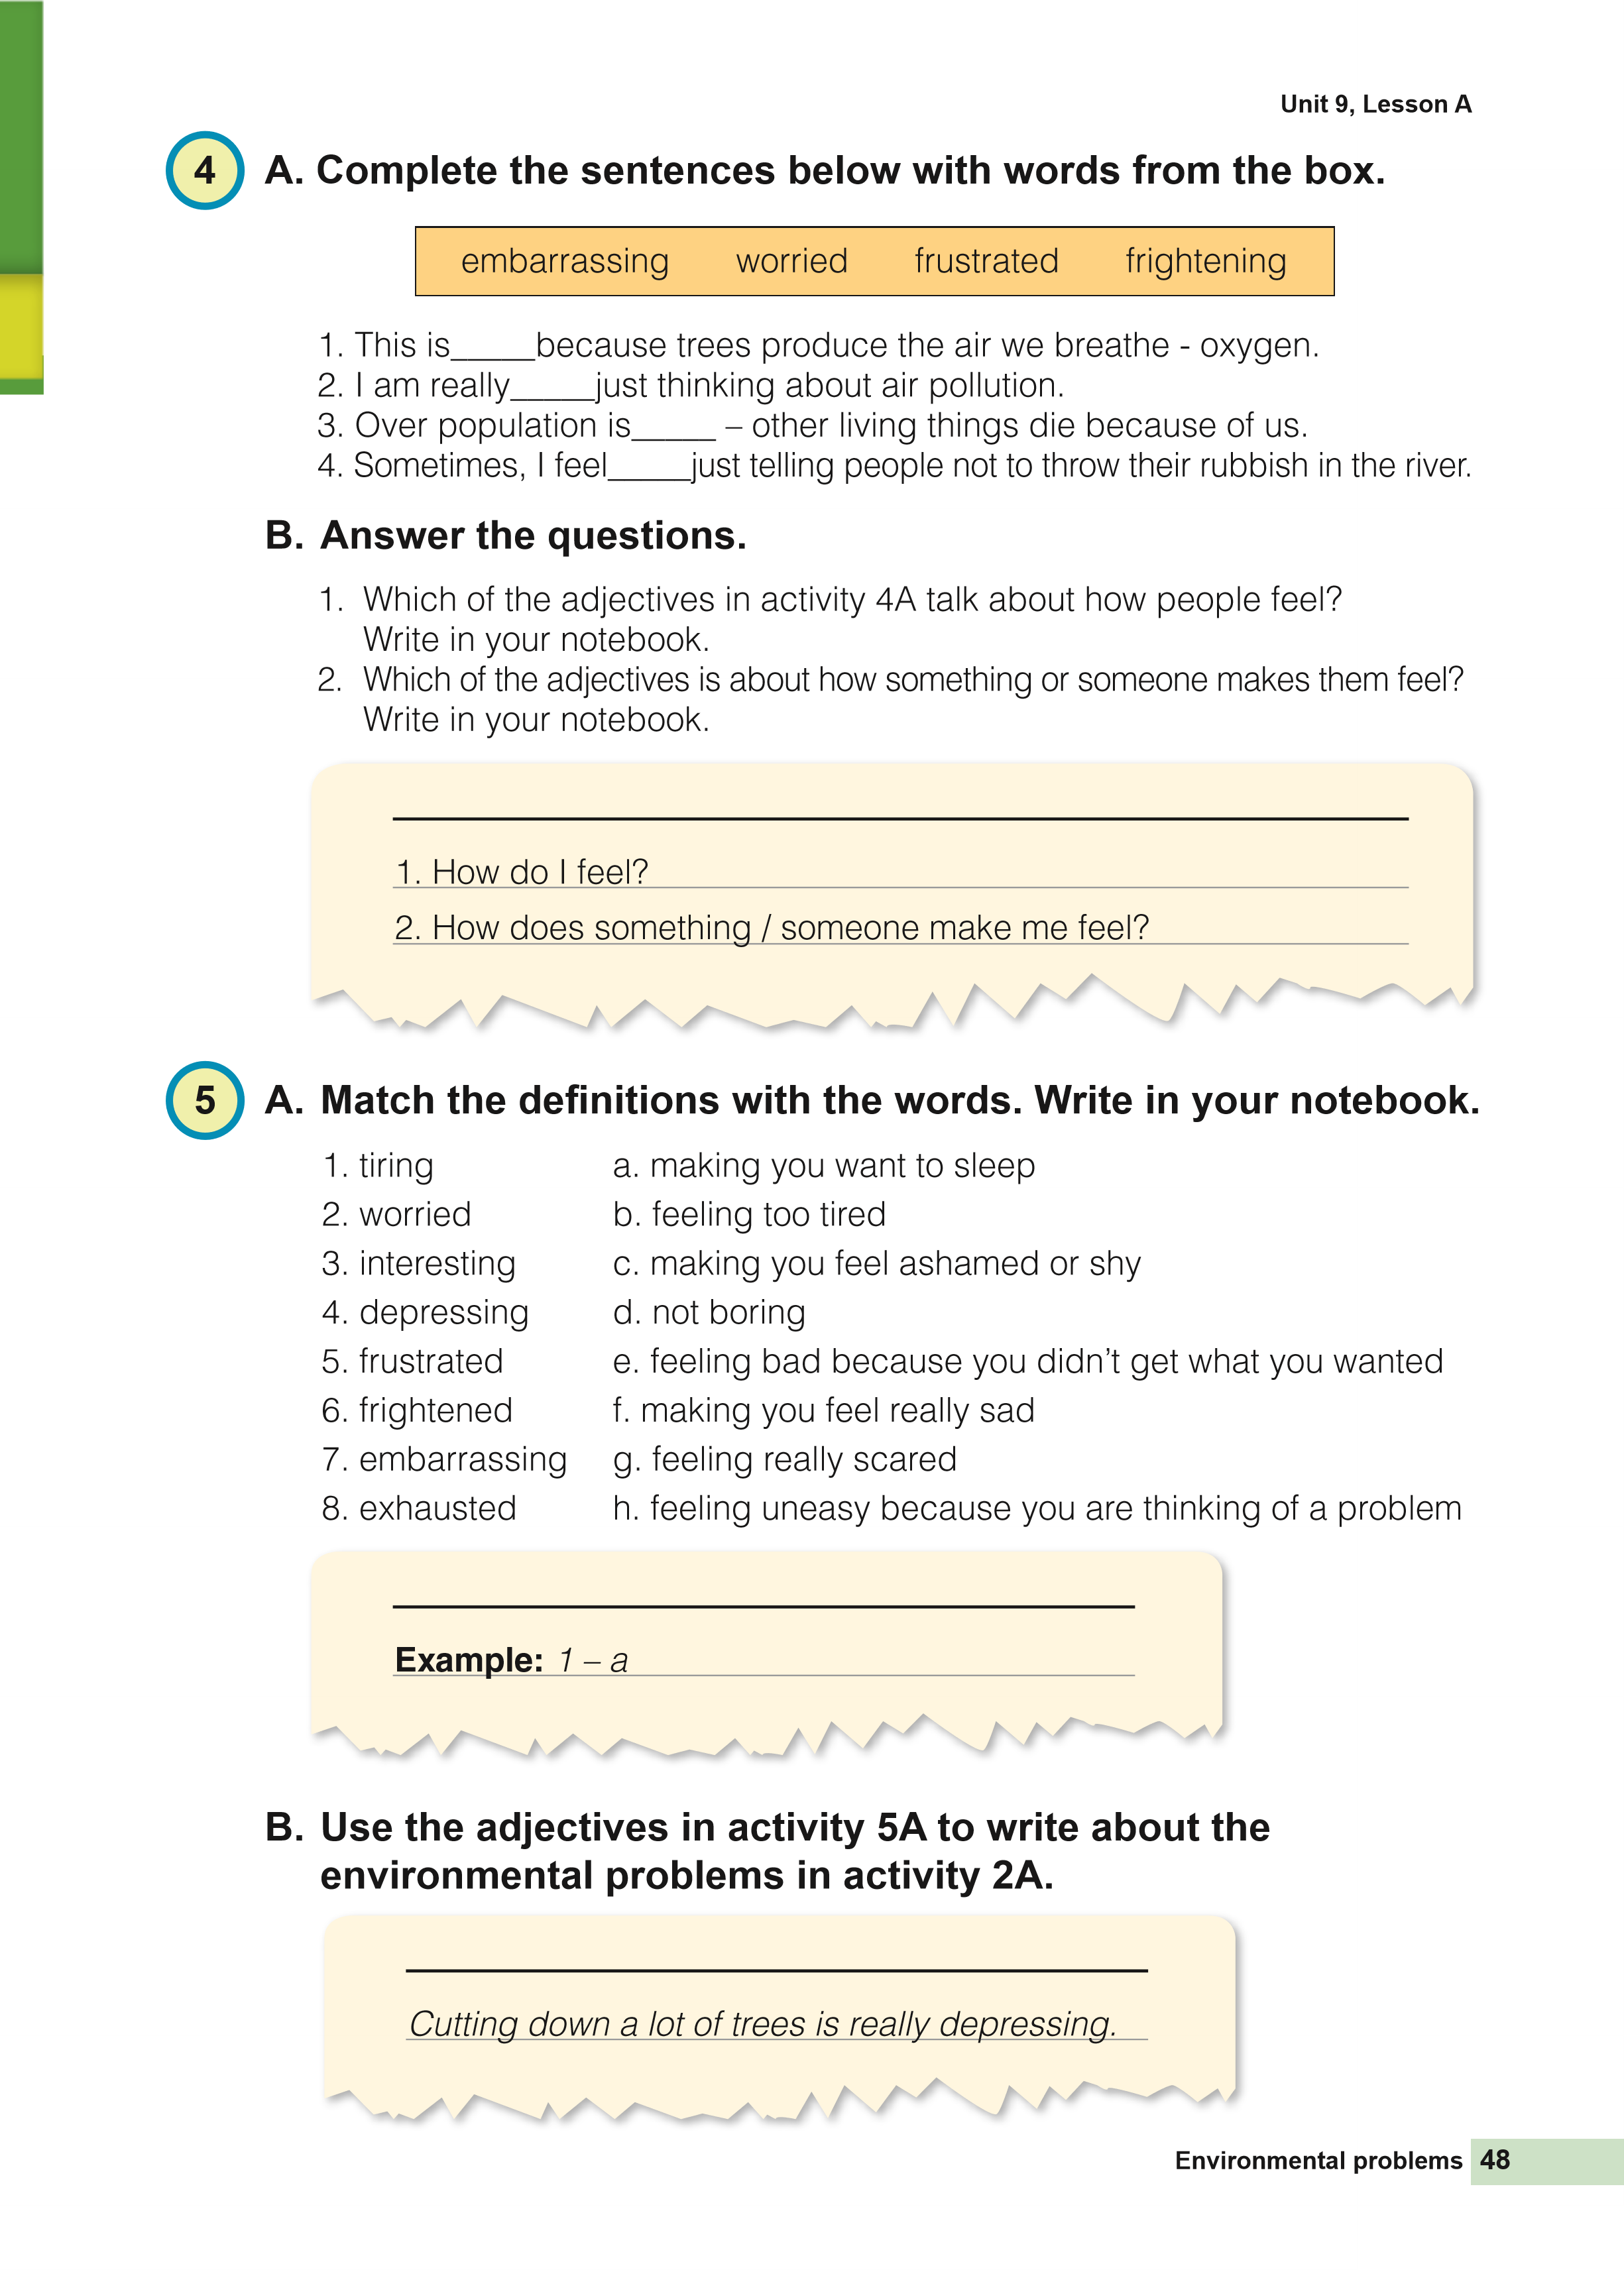 Unit 9, Lesson A
4 A. Complete the sentences below with words from the box.
embarrassing worried frustrated frightening
1. This is_____because trees produce the air we breathe - oxygen.
2. I am really_____just thinking about air pollution.
3. Over population is_____ – other living things die because of us.
4. Sometimes, I feel_____just telling people not to throw their rubbish in the river.
B. Answer the questions.
1. Which of the adjectives in activity 4A talk about how people feel?
Write in your notebook.
2. Which of the adjectives is about how something or someone makes them feel?
Write in your notebook.
1. How do I feel?
2. How does something / someone make me feel?
5 A. Match the definitions with the words. Write in your notebook.
1. tiring a. making you want to sleep
2. worried b. feeling too tired
3. interesting c. making you feel ashamed or shy
4. depressing d. not boring
5. frustrated e. feeling bad because you didn’t get what you wanted
6. frightened f. making you feel really sad
7. embarrassing g. feeling really scared
8. exhausted h. feeling uneasy because you are thinking of a problem
Example: 1 – a
B. Use the adjectives in activity 5A to write about the
environmental problems in activity 2A.
Cutting down a lot of trees is really depressing.
Environmental problems 48